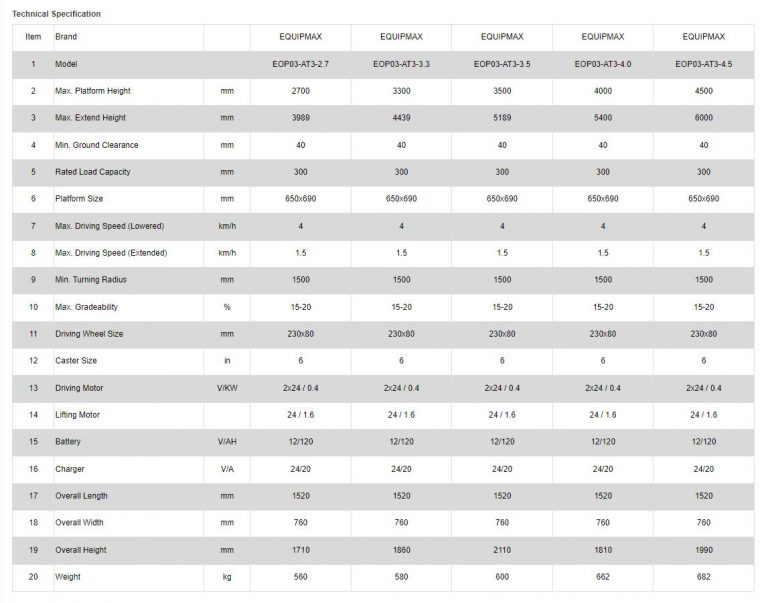 Technical Specification
Item Brand EQUIPMAX EQUIPMAX EQUIPMAX EQUIPMAX EQUIPMAX
1 Model EOP03-AT3-2.7 EOP03-AT3-3.3 EOP03-AT3-3.5 EOP03-AT3-4.0 EOP03-AT3-4.5
2 Max. Platform Height mm 2700 3300 3500 4000 4500
3 Max. Extend Height mm 3989 4439 5189 5400 6000
4 Min. Ground Clearance mm 40 40 40 40 40
5 Rated Load Capacity mm 300 300 300 300 300
6 Platform Size mm 650x690 650x690 650x690 650x690 650x690
7 Max. Driving Speed (Lowered) km/h 4 4 4 4 4
8 Max. Driving Speed (Extended) km/h 1.5 1.5 1.5 1.5 1.5
9 Min. Turning Radius mm 1500 1500 1500 1500 1500
10 Max. Gradeability % 15-20 15-20 15-20 15-20 15-20
11 Driving Wheel Size mm 230x80 230x80 230x80 230x80 230x80
12 Caster Size in 6 6 6 6 6
13 Driving Motor V/KW 2x24 / 0.4 2x24 / 0.4 2x24 / 0.4 2x24 / 0.4 2x24 / 0.4
14 Lifting Motor 24 / 1.6 24 / 1.6 24 / 1.6 24 / 1.6 24 / 1.6
15 Battery V/AH 12/120 12/120 12/120 12/120 12/120
16 Charger V/A 24/20 24/20 24/20 24/20 24/20
17 Overall Length mm 1520 1520 1520 1520 1520
18 Overall Width mm 760 760 760 760 760
19 Overall Height mm 1710 1860 2110 1810 1990
20 Weight kg 560 580 600 662 682